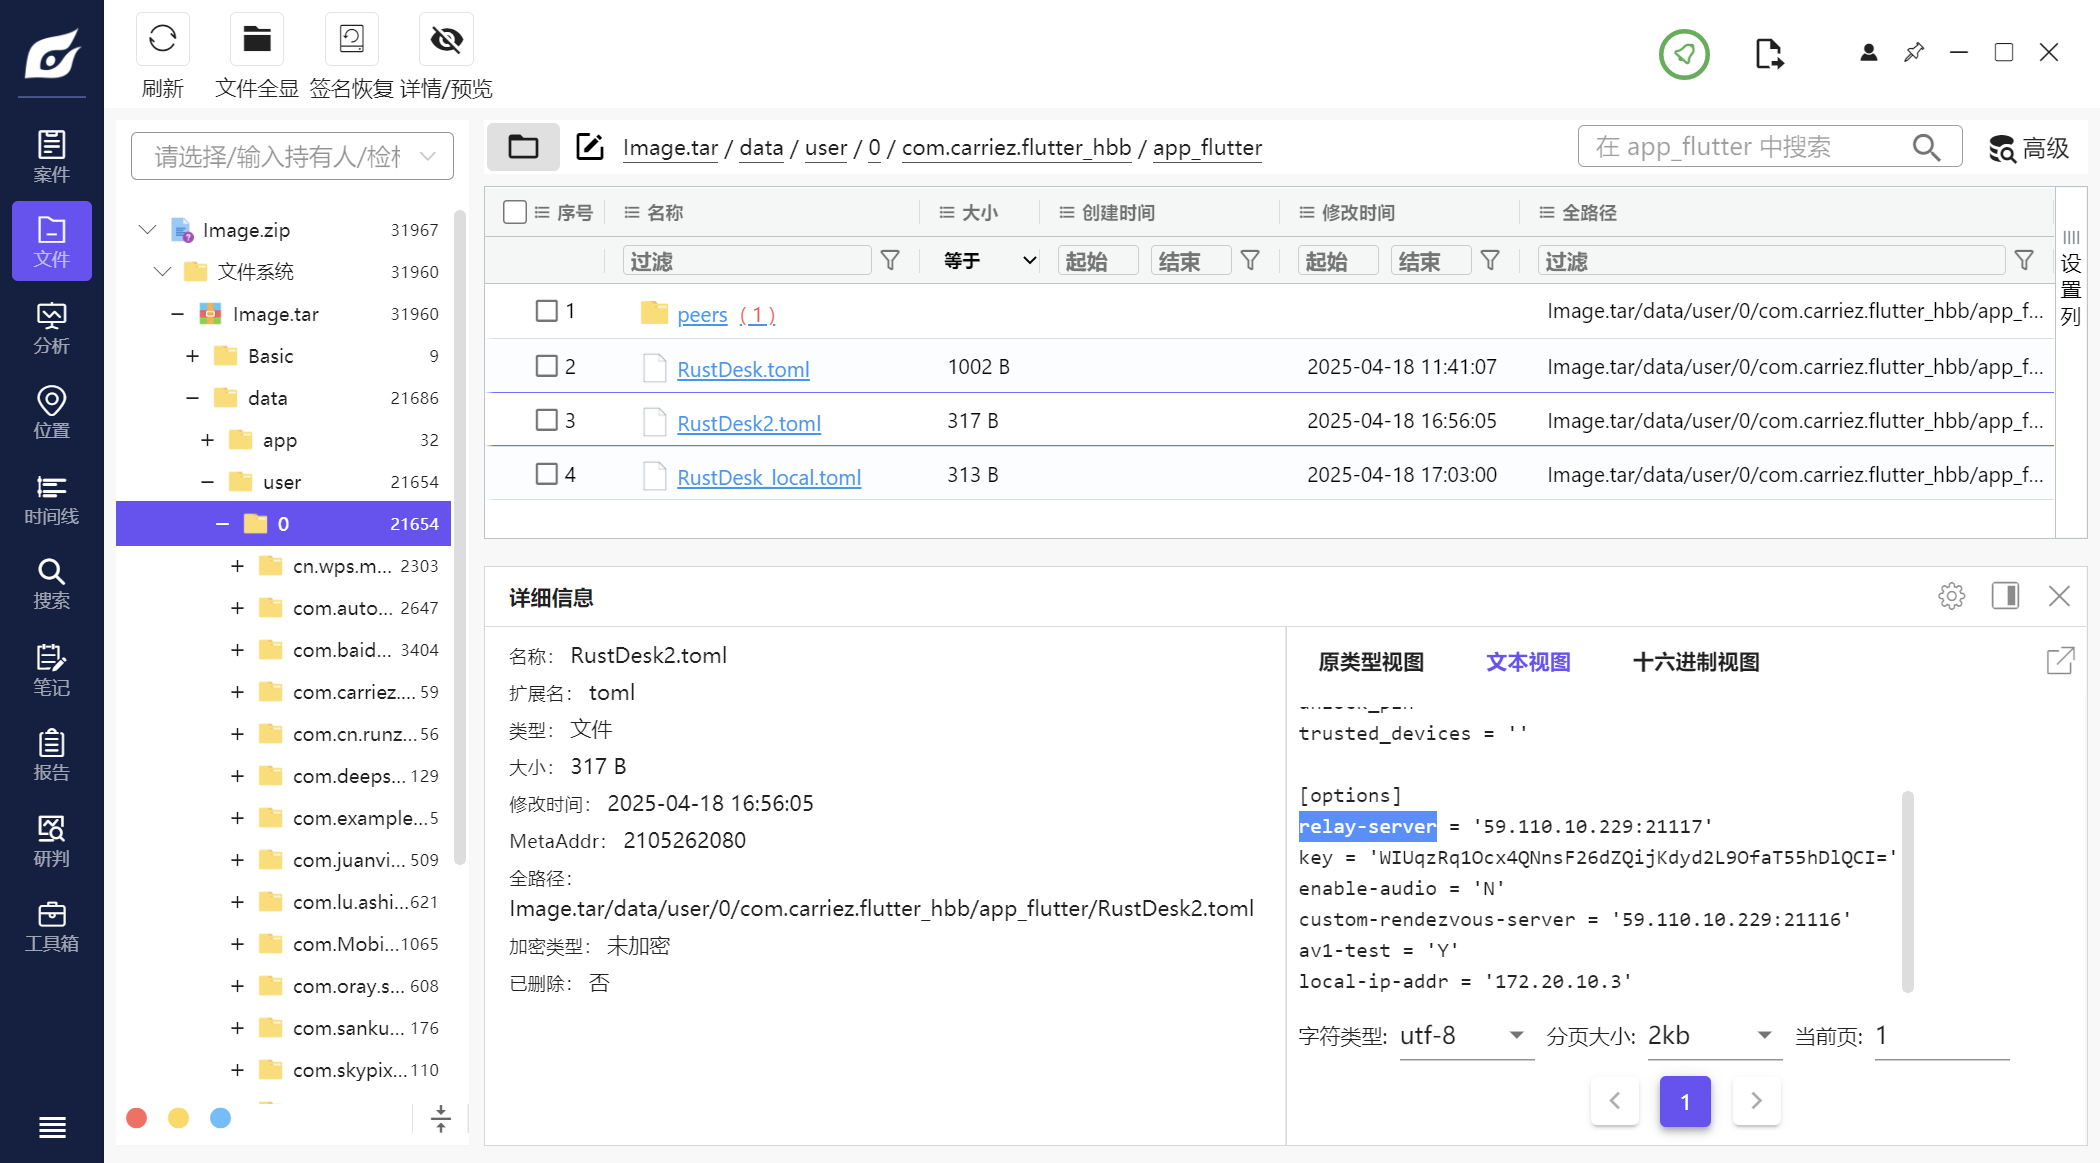 刷新
文件全显
签名恢复
详情/预览
案件
文件
分析
位置
时间线
搜索
笔记
报告
研判
工具箱
请选择/输入持有人/检材
Image.zip 31967
文件系统 31960
Image.tar 31960
Basic 9
data 21686
app 32
user 21654
0 21654
cn.wps.m... 2303
com.auto... 2647
com.baid... 3404
com.carriez.... 59
com.cn.runz... 56
com.deeps... 129
com.example... 5
com.juanvi... 509
com.lu.ashi... 621
com.Mobi... 1065
com.oray.s... 608
com.sanku... 176
com.skypix... 110
Image.tar / data / user / 0 / com.carriez.flutter_hbb / app_flutter
在 app_flutter 中搜索
高级
序号 名称 大小 创建时间 修改时间 全路径
过滤 等于 起始 结束 起始 结束 过滤
1 peers ( 1 ) Image.tar/data/user/0/com.carriez.flutter_hbb/app_f...
2 RustDesk.toml 1002 B 2025-04-18 11:41:07 Image.tar/data/user/0/com.carriez.flutter_hbb/app_f...
3 RustDesk2.toml 317 B 2025-04-18 16:56:05 Image.tar/data/user/0/com.carriez.flutter_hbb/app_f...
4 RustDesk_local.toml 313 B 2025-04-18 17:03:00 Image.tar/data/user/0/com.carriez.flutter_hbb/app_f...
设置列
详细信息
名称: RustDesk2.toml
扩展名: toml
类型: 文件
大小: 317 B
修改时间: 2025-04-18 16:56:05
MetaAddr: 2105262080
全路径:
Image.tar/data/user/0/com.carriez.flutter_hbb/app_flutter/RustDesk2.toml
加密类型: 未加密
已删除: 否
原类型视图 文本视图 十六进制视图
trusted_devices = ''
[options]
relay-server = '59.110.10.229:21117'
key = 'WIUqzRq1Ocx4QNnsF26dZQijKdyd2L9OfaT55hDlQCI='
enable-audio = 'N'
custom-rendezvous-server = '59.110.10.229:21116'
av1-test = 'Y'
local-ip-addr = '172.20.10.3'
字符类型: utf-8 分页大小: 2kb 当前页: 1
1